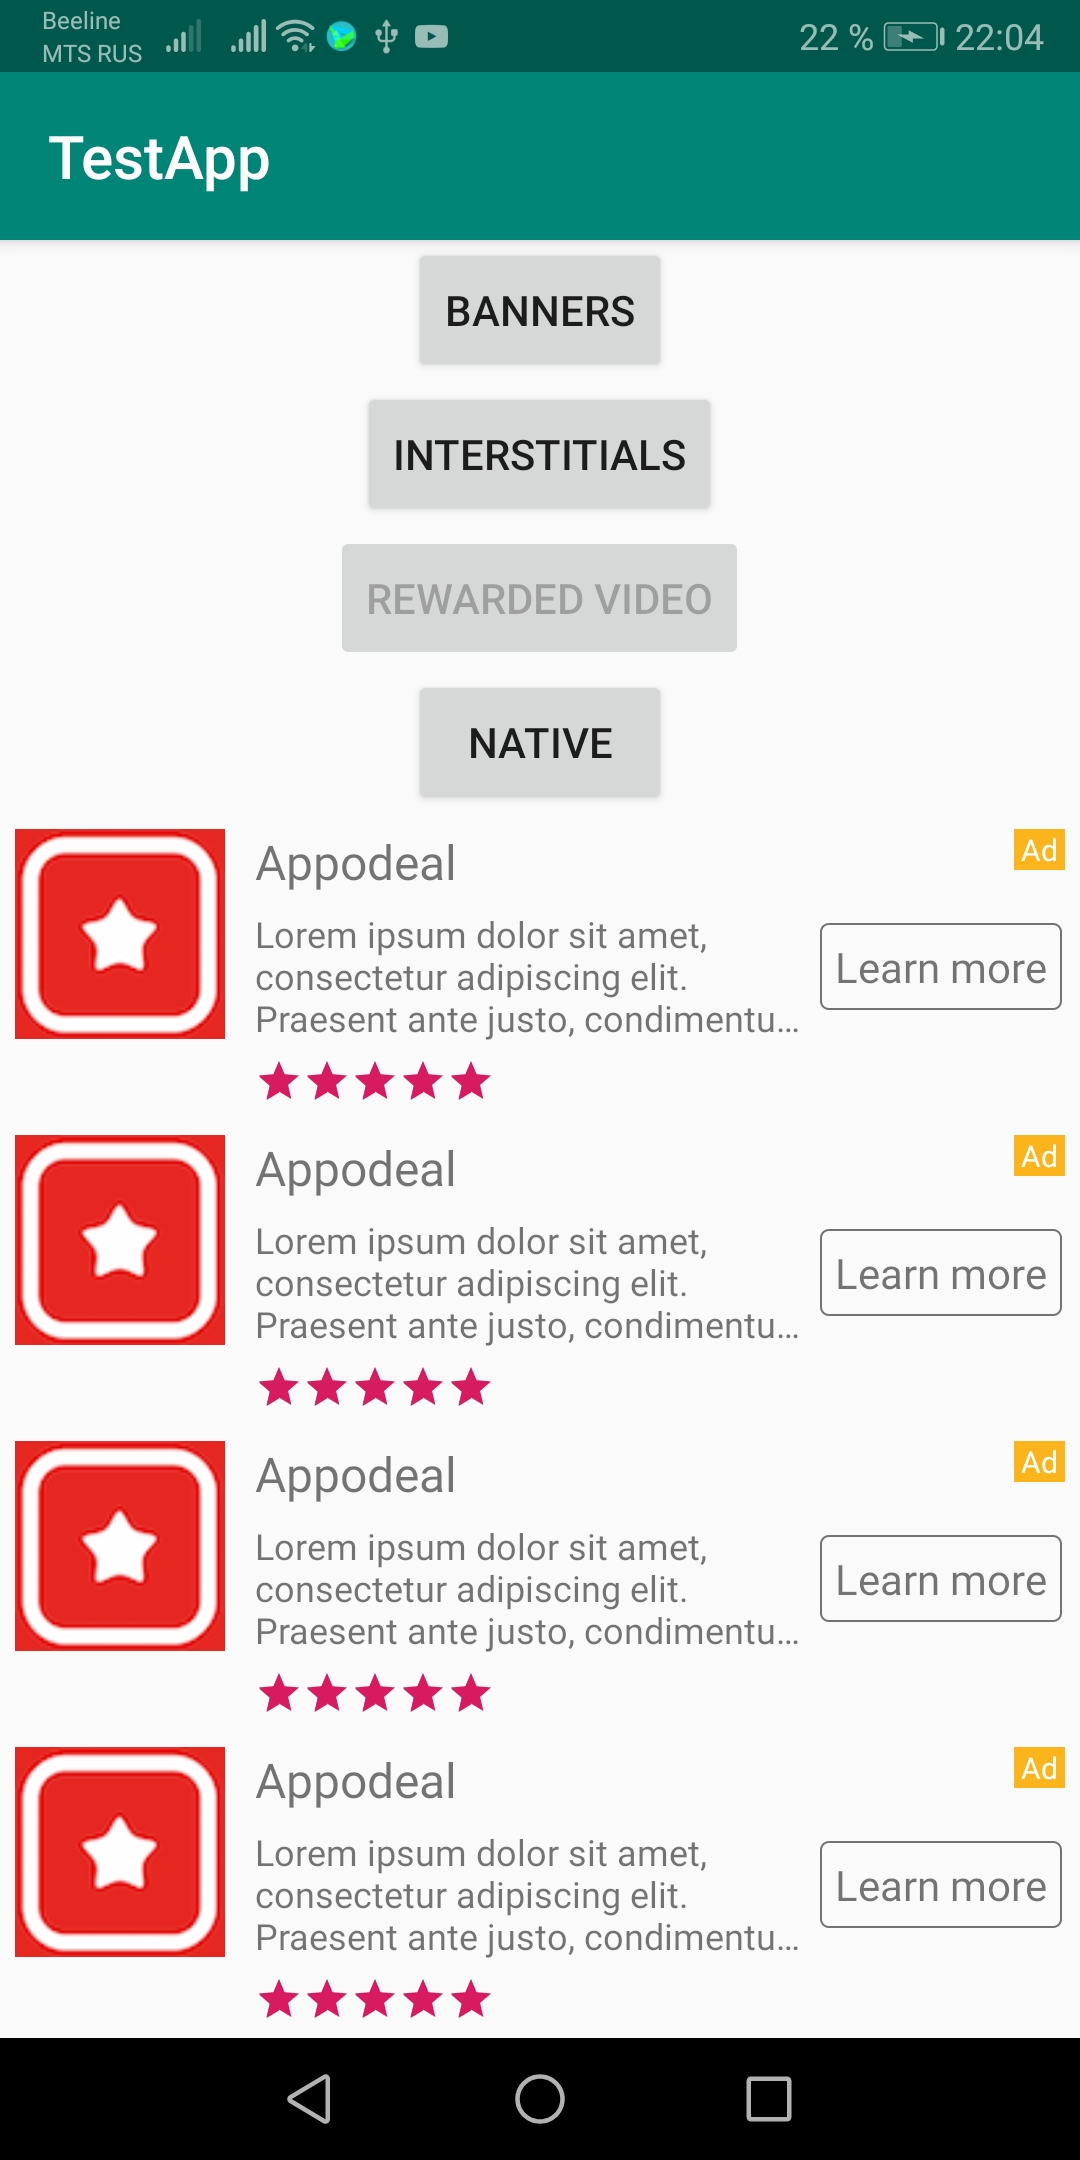 Beeline
MTS RUS
22 %
22:04
TestApp
BANNERS
INTERSTITIALS
REWARDED VIDEO
NATIVE
Appodeal
Ad
Lorem ipsum dolor sit amet,
consectetur adipiscing elit.
Praesent ante justo, condimentu...
Learn more
Appodeal
Ad
Lorem ipsum dolor sit amet,
consectetur adipiscing elit.
Praesent ante justo, condimentu...
Learn more
Appodeal
Ad
Lorem ipsum dolor sit amet,
consectetur adipiscing elit.
Praesent ante justo, condimentu...
Learn more
Appodeal
Ad
Lorem ipsum dolor sit amet,
consectetur adipiscing elit.
Praesent ante justo, condimentu...
Learn more